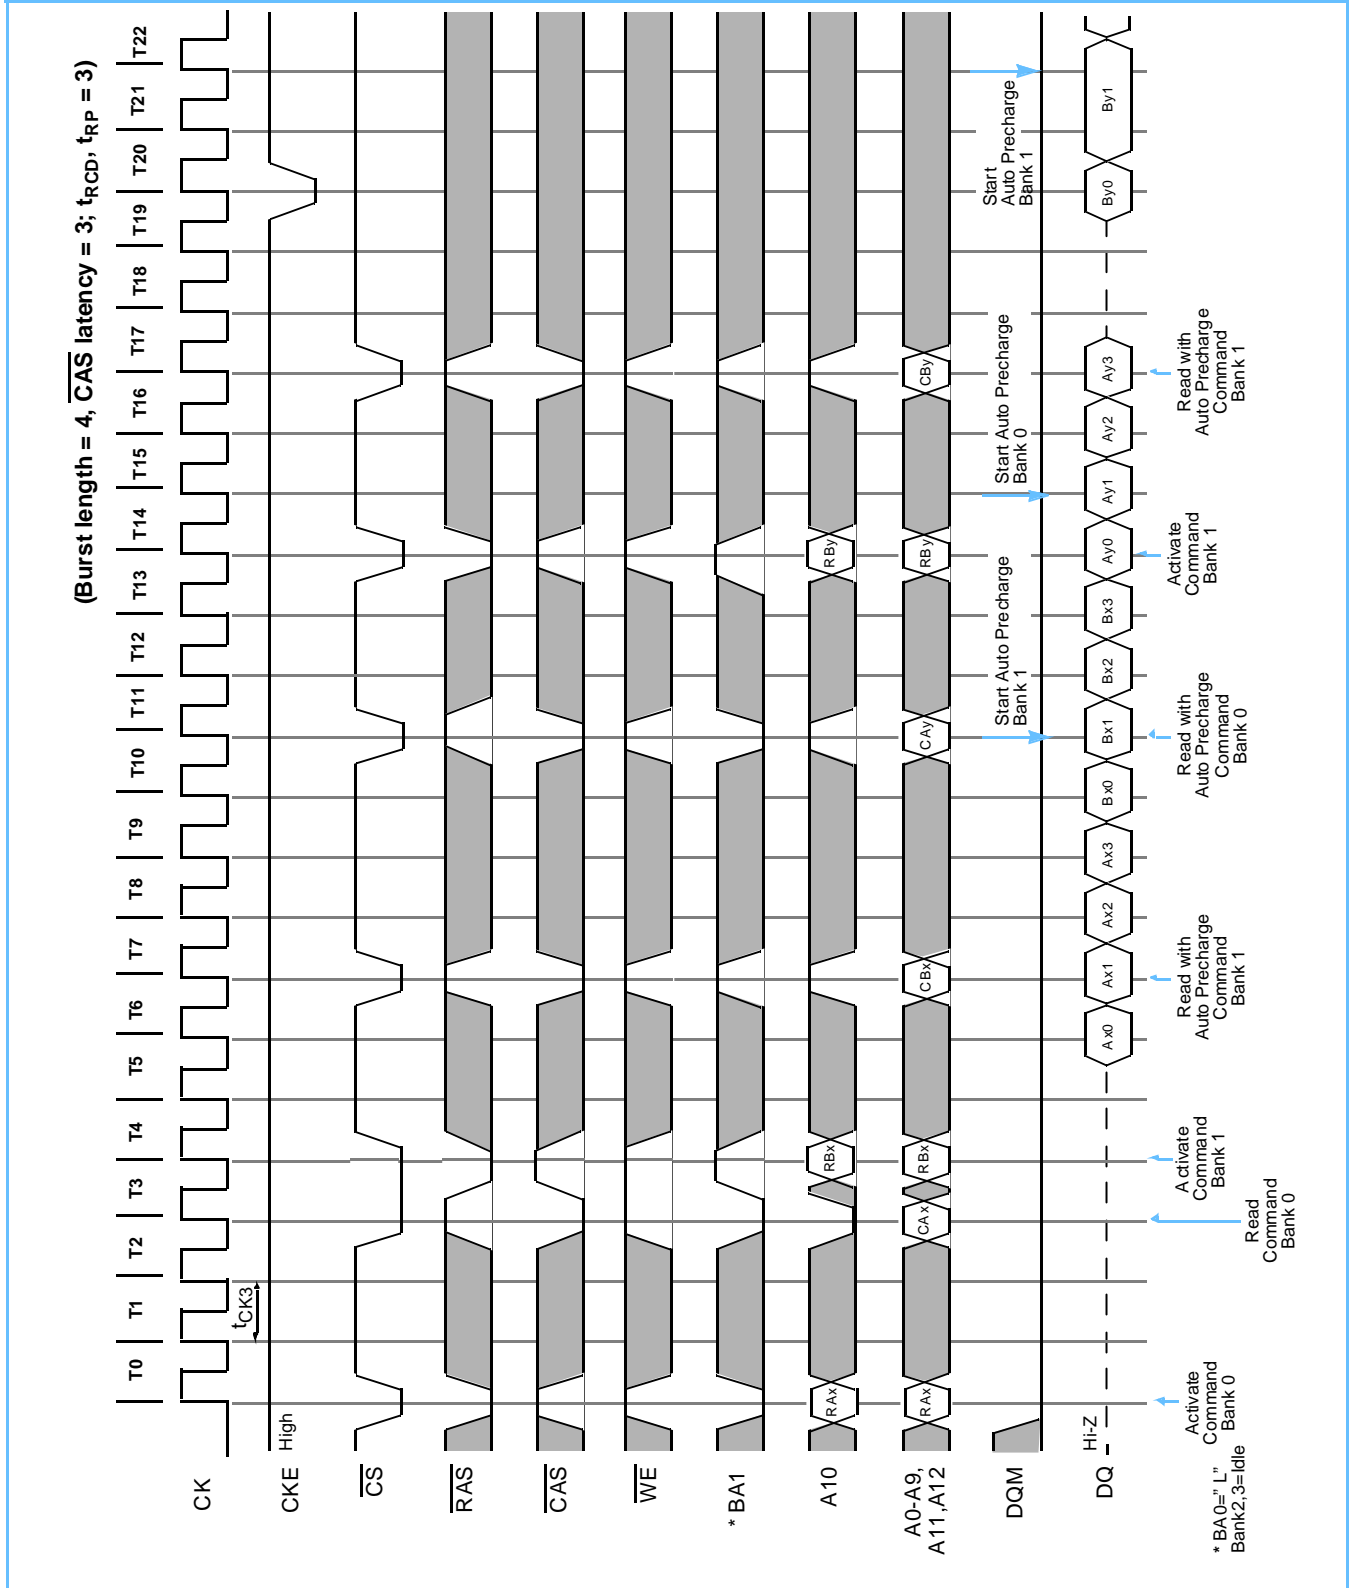 (Burst length = 4, CAS latency = 3; tRCD, tRP = 3)
T0 T1 T2 T3 T4 T5 T6 T7 T8 T9 T10 T11 T12 T13 T14 T15 T16 T17 T18 T19 T20 T21 T22
CK
tCK3
CKE
High
CS
RAS
CAS
WE
* BA1
A10
RAx RBx RBy
A0-A9,
A11,A12
RAx CAx RBx CBx CAy RBy CBy
DQM
Start Auto Precharge
Bank 1
Start Auto Precharge
Bank 0
Start
Auto Precharge
Bank 1
DQ
Hi-Z
Ax0 Ax1 Ax2 Ax3 Bx0 Bx1 Bx2 Bx3 Ay0 Ay1 Ay2 Ay3 By0 By1
Activate
Command
Bank 0
Read
Command
Bank 0
Activate
Command
Bank 1
Read with
Auto Precharge
Command
Bank 1
Read with
Auto Precharge
Command
Bank 0
Activate
Command
Bank 1
Read with
Auto Precharge
Command
Bank 1
* BA0=" L"
Bank2,3=Idle